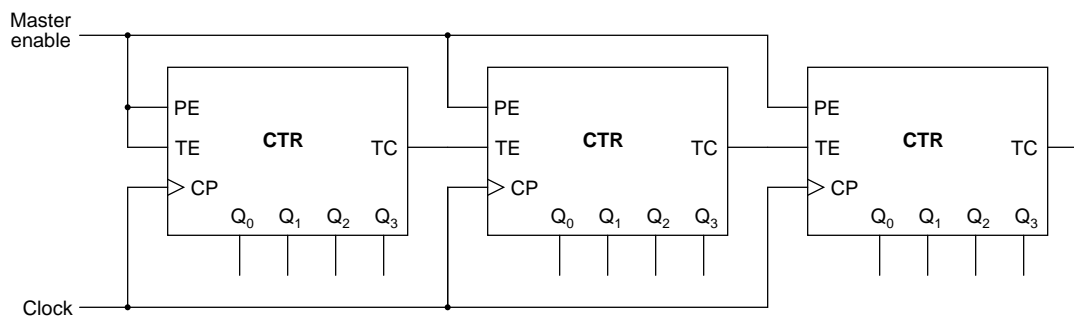 Master
enable
PE
PE
PE
TE
CTR
TC
TE
CTR
TC
TE
CTR
TC
CP
CP
CP
Q₀ Q₁ Q₂ Q₃
Q₀ Q₁ Q₂ Q₃
Q₀ Q₁ Q₂ Q₃
Clock